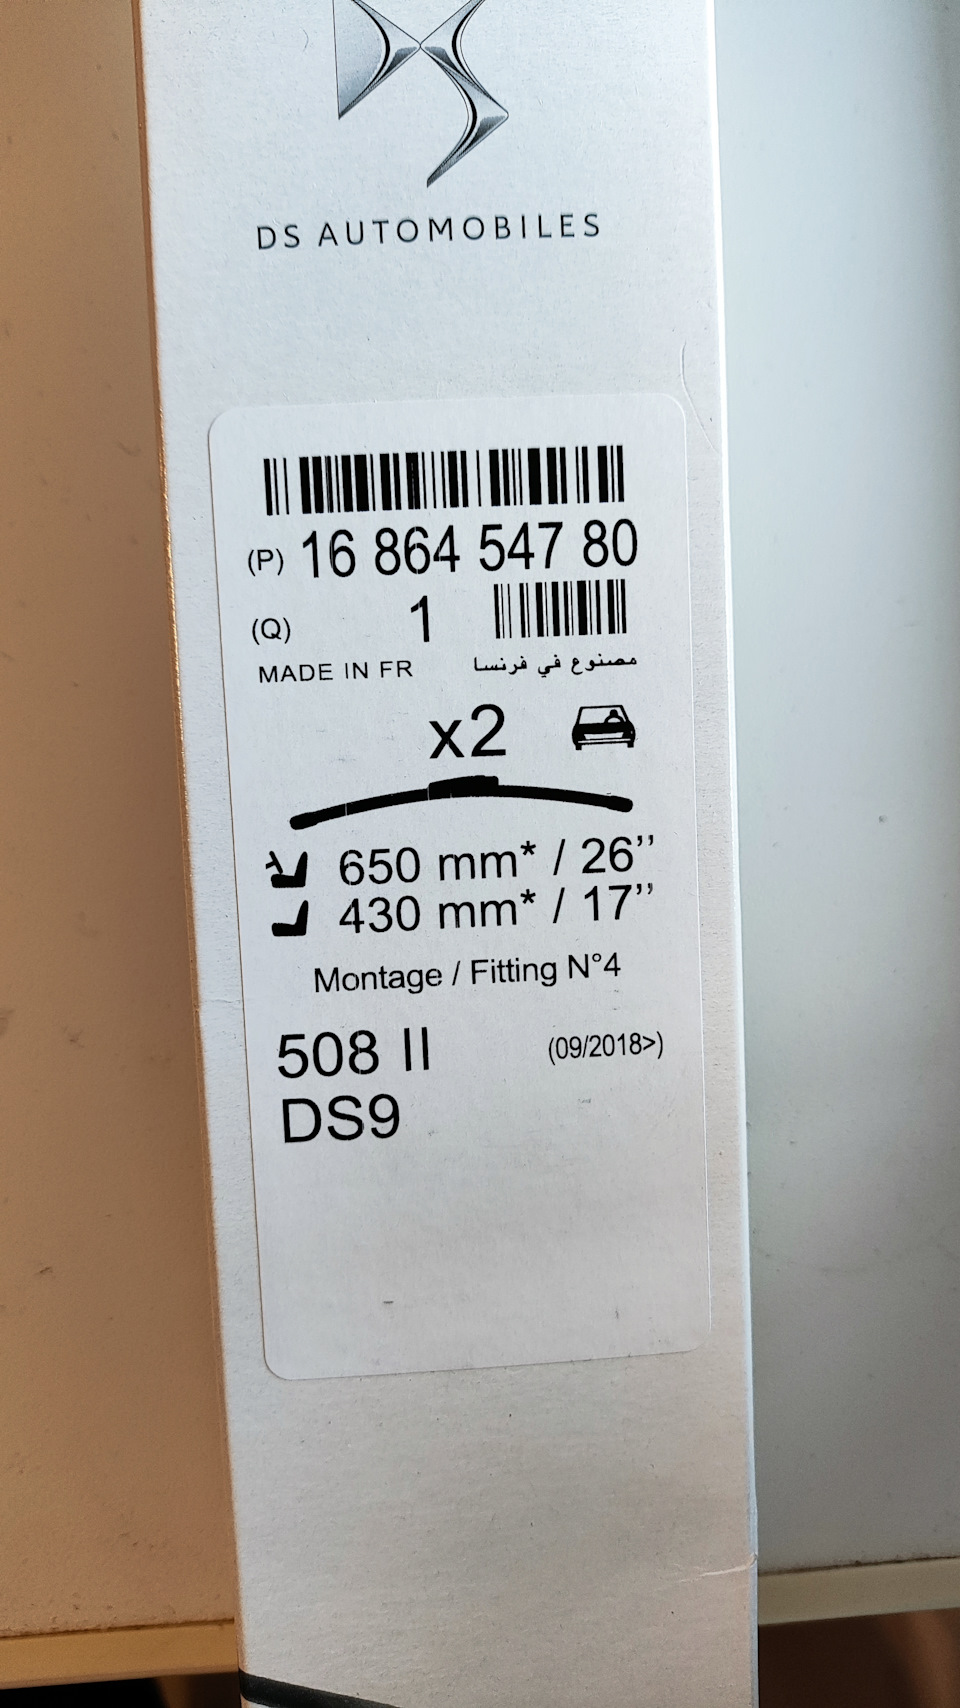 DS AUTOMOBILES
(P) 16 864 547 80
(Q) 1
MADE IN FR مصنوع في فرنسا
x2
650 mm* / 26’’
430 mm* / 17’’
Montage / Fitting N°4
508 II (09/2018>)
DS9